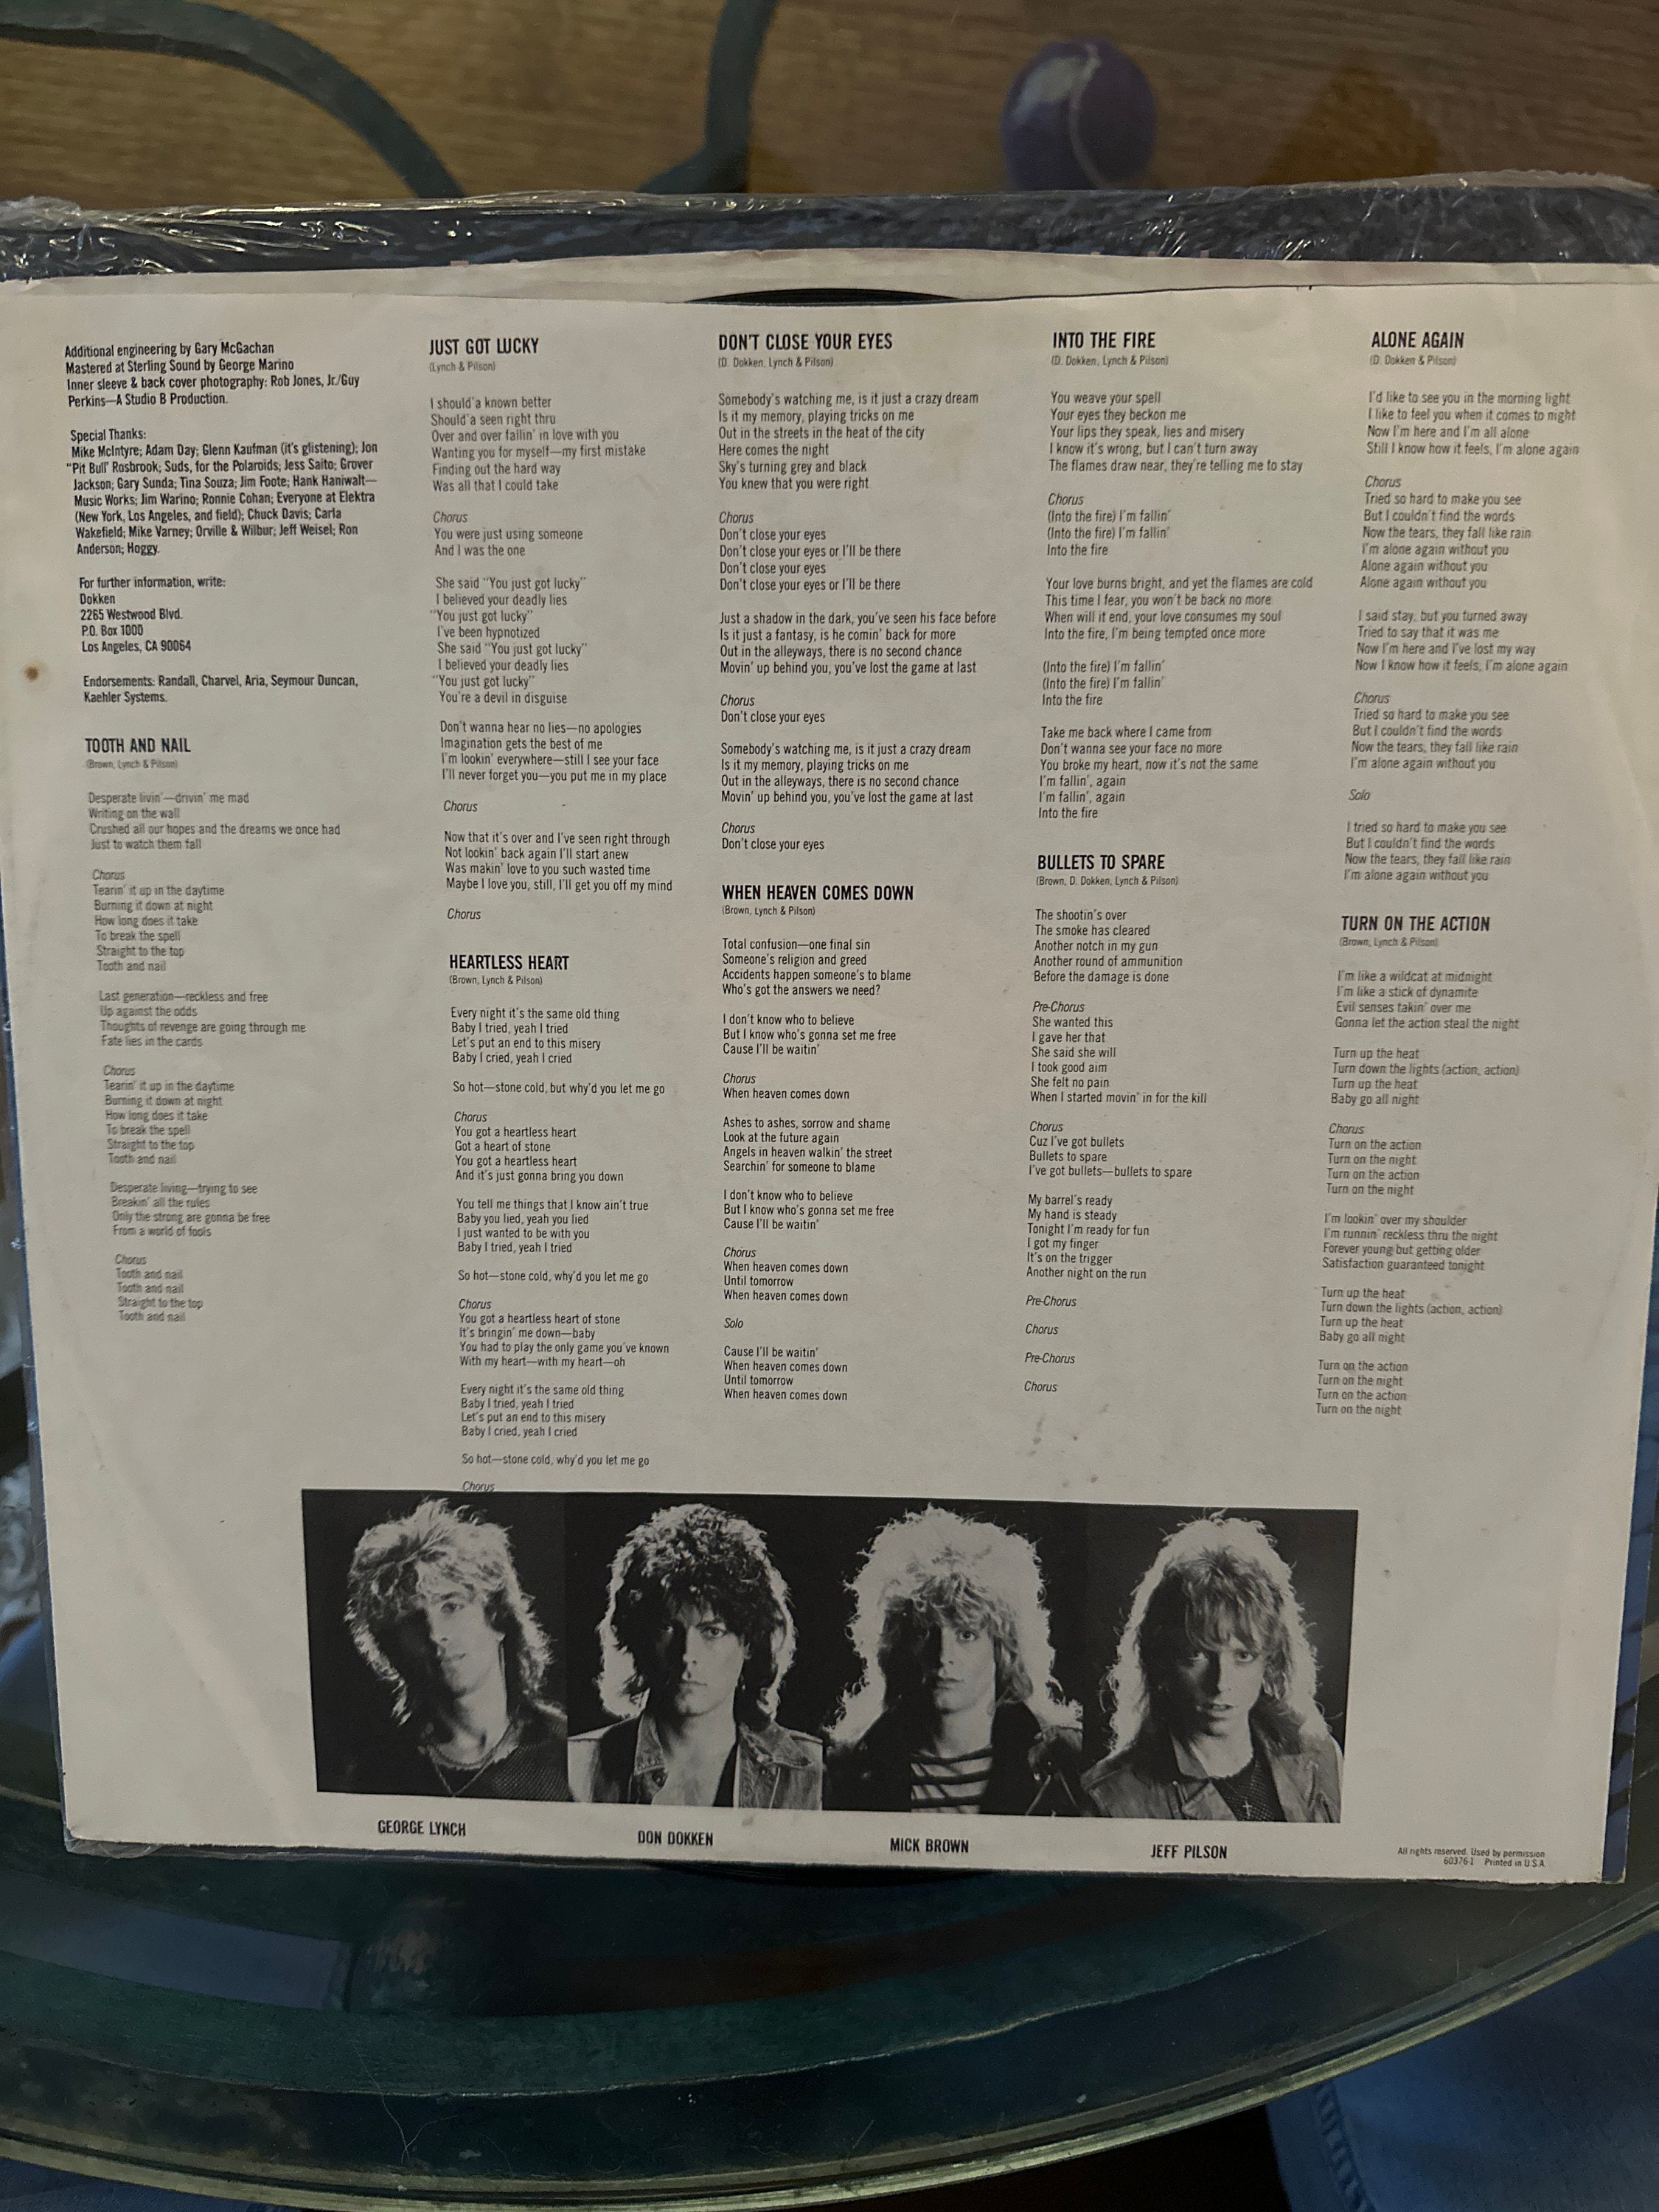 Additional engineering by Gary McGachan
Mastered at Sterling Sound by George Marino
Inner sleeve & back cover photography: Rob Jones, Jr./Guy
Perkins—A Studio B Production.
Special Thanks:
Mike McIntyre; Adam Day; Glenn Kaufman (it's glistening); Jon
"Pit Bull' Rosbrook; Suds, for the Polaroids; Jess Saito; Grover
Jackson; Gary Sunda; Tina Souza; Jim Foote; Hank Haniwalt—
Music Works; Jim Warino; Ronnie Cohan; Everyone at Elektra
(New York, Los Angeles, and field); Chuck Davis; Carla
Wakefield; Mike Varney; Orville & Wilbur; Jeff Weisel; Ron
Anderson; Hoggy.
For further information, write:
Dokken
2265 Westwood Blvd.
P.O. Box 1000
Los Angeles, CA 90064
Endorsements: Randall, Charvel, Aria, Seymour Duncan,
Kaehler Systems.
TOOTH AND NAIL
(Brown, Lynch & Pilson)
Desperate livin'—drivin' me mad
Writing on the wall
Crushed all our hopes and the dreams we once had
Just to watch them fall
Chorus
Tearin' it up in the daytime
Burning it down at night
How long does it take
To break the spell
Straight to the top
Tooth and nail
Last generation—reckless and free
Up against the odds
Thoughts of revenge are going through me
Fate lies in the cards
Chorus
Tearin' it up in the daytime
Burning it down at night
How long does it take
To break the spell
Straight to the top
Tooth and nail
Desperate living—trying to see
Breakin' all the rules
Only the strong are gonna be free
From a world of fools
Chorus
Tooth and nail
Tooth and nail
Straight to the top
Tooth and nail
JUST GOT LUCKY
(Lynch & Pilson)
I should'a known better
Should'a seen right thru
Over and over fallin' in love with you
Wanting you for myself—my first mistake
Finding out the hard way
Was all that I could take
Chorus
You were just using someone
And I was the one
She said "You just got lucky"
I believed your deadly lies
"You just got lucky"
I've been hypnotized
She said "You just got lucky"
I believed your deadly lies
"You just got lucky"
You're a devil in disguise
Don't wanna hear no lies—no apologies
Imagination gets the best of me
I'm lookin' everywhere—still I see your face
I'll never forget you—you put me in my place
Chorus
Now that it's over and I've seen right through
Not lookin' back again I'll start anew
Was makin' love to you such wasted time
Maybe I love you, still, I'll get you off my mind
Chorus
HEARTLESS HEART
(Brown, Lynch & Pilson)
Every night it's the same old thing
Baby I tried, yeah I tried
Let's put an end to this misery
Baby I cried, yeah I cried
So hot—stone cold, but why'd you let me go
Chorus
You got a heartless heart
Got a heart of stone
You got a heartless heart
And it's just gonna bring you down
You tell me things that I know ain't true
Baby you lied, yeah you lied
I just wanted to be with you
Baby I tried, yeah I tried
So hot—stone cold, why'd you let me go
Chorus
You got a heartless heart of stone
It's bringin' me down—baby
You had to play the only game you've known
With my heart—with my heart—oh
Every night it's the same old thing
Baby I tried, yeah I tried
Let's put an end to this misery
Baby I cried, yeah I cried
So hot—stone cold, why'd you let me go
Chorus
DON'T CLOSE YOUR EYES
(D. Dokken, Lynch & Pilson)
Somebody's watching me, is it just a crazy dream
Is it my memory, playing tricks on me
Out in the streets in the heat of the city
Here comes the night
Sky's turning grey and black
You knew that you were right
Chorus
Don't close your eyes
Don't close your eyes or I'll be there
Don't close your eyes
Don't close your eyes or I'll be there
Just a shadow in the dark, you've seen his face before
Is it just a fantasy, is he comin' back for more
Out in the alleyways, there is no second chance
Movin' up behind you, you've lost the game at last
Chorus
Don't close your eyes
Somebody's watching me, is it just a crazy dream
Is it my memory, playing tricks on me
Out in the alleyways, there is no second chance
Movin' up behind you, you've lost the game at last
Chorus
Don't close your eyes
WHEN HEAVEN COMES DOWN
(Brown, Lynch & Pilson)
Total confusion—one final sin
Someone's religion and greed
Accidents happen someone's to blame
Who's got the answers we need?
I don't know who to believe
But I know who's gonna set me free
Cause I'll be waitin'
Chorus
When heaven comes down
Ashes to ashes, sorrow and shame
Look at the future again
Angels in heaven walkin' the street
Searchin' for someone to blame
I don't know who to believe
But I know who's gonna set me free
Cause I'll be waitin'
Chorus
When heaven comes down
Until tomorrow
When heaven comes down
Solo
Cause I'll be waitin'
When heaven comes down
Until tomorrow
When heaven comes down
INTO THE FIRE
(D. Dokken, Lynch & Pilson)
You weave your spell
Your eyes they beckon me
Your lips they speak, lies and misery
I know it's wrong, but I can't turn away
The flames draw near, they're telling me to stay
Chorus
(Into the fire) I'm fallin'
(Into the fire) I'm fallin'
Into the fire
Your love burns bright, and yet the flames are cold
This time I fear, you won't be back no more
When will it end, your love consumes my soul
Into the fire, I'm being tempted once more
(Into the fire) I'm fallin'
(Into the fire) I'm fallin'
Into the fire
Take me back where I came from
Don't wanna see your face no more
You broke my heart, now it's not the same
I'm fallin', again
I'm fallin', again
Into the fire
BULLETS TO SPARE
(Brown, D. Dokken, Lynch & Pilson)
The shootin's over
The smoke has cleared
Another notch in my gun
Another round of ammunition
Before the damage is done
Pre-Chorus
She wanted this
I gave her that
She said she will
I took good aim
She felt no pain
When I started movin' in for the kill
Chorus
Cuz I've got bullets
Bullets to spare
I've got bullets—bullets to spare
My barrel's ready
My hand is steady
Tonight I'm ready for fun
I got my finger
It's on the trigger
Another night on the run
Pre-Chorus
Chorus
Pre-Chorus
Chorus
ALONE AGAIN
(D. Dokken & Pilson)
I'd like to see you in the morning light
I like to feel you when it comes to night
Now I'm here and I'm all alone
Still I know how it feels, I'm alone again
Chorus
Tried so hard to make you see
But I couldn't find the words
Now the tears, they fall like rain
I'm alone again without you
Alone again without you
Alone again without you
I said stay, but you turned away
Tried to say that it was me
Now I'm here and I've lost my way
Now I know how it feels, I'm alone again
Chorus
Tried so hard to make you see
But I couldn't find the words
Now the tears, they fall like rain
I'm alone again without you
Solo
I tried so hard to make you see
But I couldn't find the words
Now the tears, they fall like rain
I'm alone again without you
TURN ON THE ACTION
(Brown, Lynch & Pilson)
I'm like a wildcat at midnight
I'm like a stick of dynamite
Evil senses takin' over me
Gonna let the action steal the night
Turn up the heat
Turn down the lights (action, action)
Turn up the heat
Baby go all night
Chorus
Turn on the action
Turn on the night
Turn on the action
Turn on the night
I'm lookin' over my shoulder
I'm runnin' reckless thru the night
Forever young but getting older
Satisfaction guaranteed tonight
Turn up the heat
Turn down the lights (action, action)
Turn up the heat
Baby go all night
Turn on the action
Turn on the night
Turn on the action
Turn on the night
GEORGE LYNCH
DON DOKKEN
MICK BROWN
JEFF PILSON
All rights reserved. Used by permission
60376-1 Printed in U.S.A.